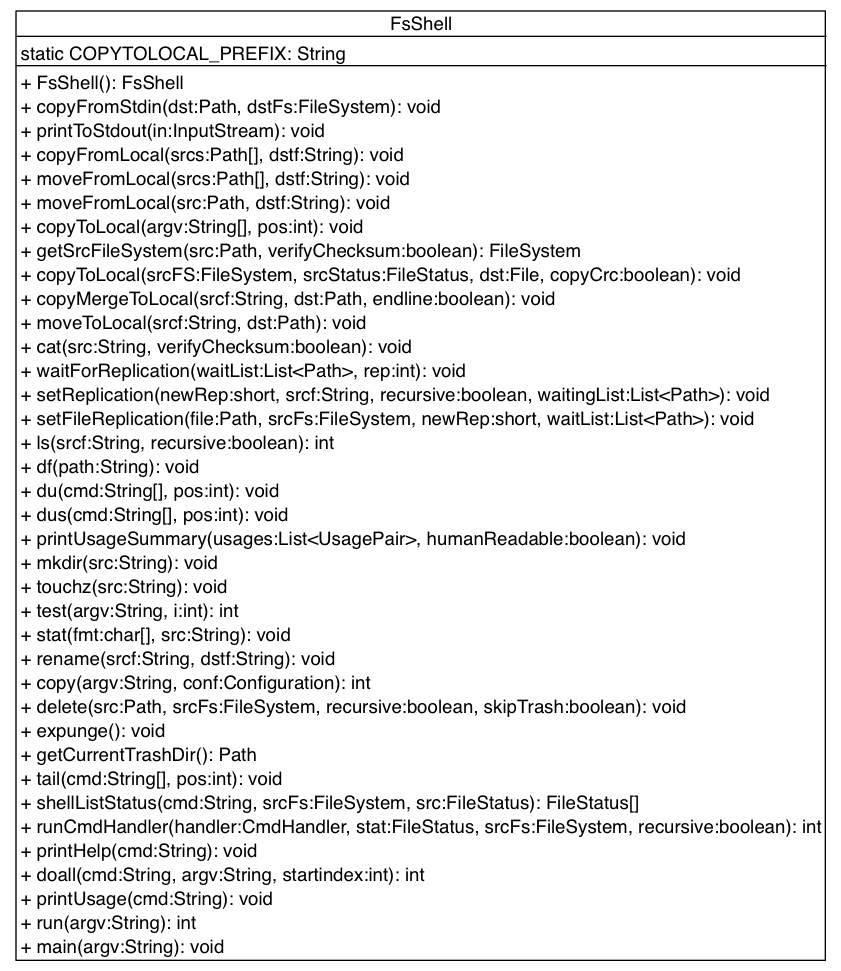 FsShell
static COPYTOLOCAL_PREFIX: String
+ FsShell(): FsShell
+ copyFromStdin(dst:Path, dstFs:FileSystem): void
+ printToStdout(in:InputStream): void
+ copyFromLocal(srcs:Path[], dstf:String): void
+ moveFromLocal(srcs:Path[], dstf:String): void
+ moveFromLocal(src:Path, dstf:String): void
+ copyToLocal(argv:String[], pos:int): void
+ getSrcFileSystem(src:Path, verifyChecksum:boolean): FileSystem
+ copyToLocal(srcFS:FileSystem, srcStatus:FileStatus, dst:File, copyCrc:boolean): void
+ copyMergeToLocal(srcf:String, dst:Path, endline:boolean): void
+ moveToLocal(srcf:String, dst:Path): void
+ cat(src:String, verifyChecksum:boolean): void
+ waitForReplication(waitList:List<Path>, rep:int): void
+ setReplication(newRep:short, srcf:String, recursive:boolean, waitingList:List<Path>): void
+ setFileReplication(file:Path, srcFs:FileSystem, newRep:short, waitList:List<Path>): void
+ ls(srcf:String, recursive:boolean): int
+ df(path:String): void
+ du(cmd:String[], pos:int): void
+ dus(cmd:String[], pos:int): void
+ printUsageSummary(usages:List<UsagePair>, humanReadable:boolean): void
+ mkdir(src:String): void
+ touchz(src:String): void
+ test(argv:String, i:int): int
+ stat(fmt:char[], src:String): void
+ rename(srcf:String, dstf:String): void
+ copy(argv:String, conf:Configuration): int
+ delete(src:Path, srcFs:FileSystem, recursive:boolean, skipTrash:boolean): void
+ expunge(): void
+ getCurrentTrashDir(): Path
+ tail(cmd:String[], pos:int): void
+ shellListStatus(cmd:String, srcFs:FileSystem, src:FileStatus): FileStatus[]
+ runCmdHandler(handler:CmdHandler, stat:FileStatus, srcFs:FileSystem, recursive:boolean): int
+ printHelp(cmd:String): void
+ doall(cmd:String, argv:String, startindex:int): int
+ printUsage(cmd:String): void
+ run(argv:String): int
+ main(argv:String): void